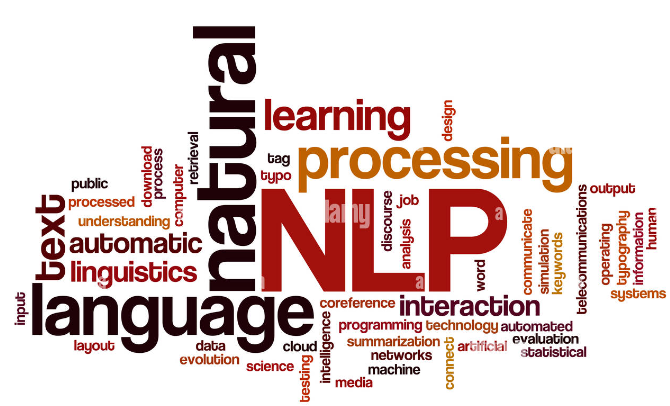 natural
learning
design
processing
retrieval
tag
typo
download
process
computer
public
processed
understanding
text
automatic
linguistics
NLP
discourse
job
analysis
word
output
communicate
simulation
keywords
telecommunications
operating
typography
information
human
systems
input
language
coreference
interaction
layout
data
evolution
science
cloud
testing
intelligence
programming
technology
automated
summarization
networks
machine
media
connect
artificial
evaluation
statistical
alamy
a
a
a